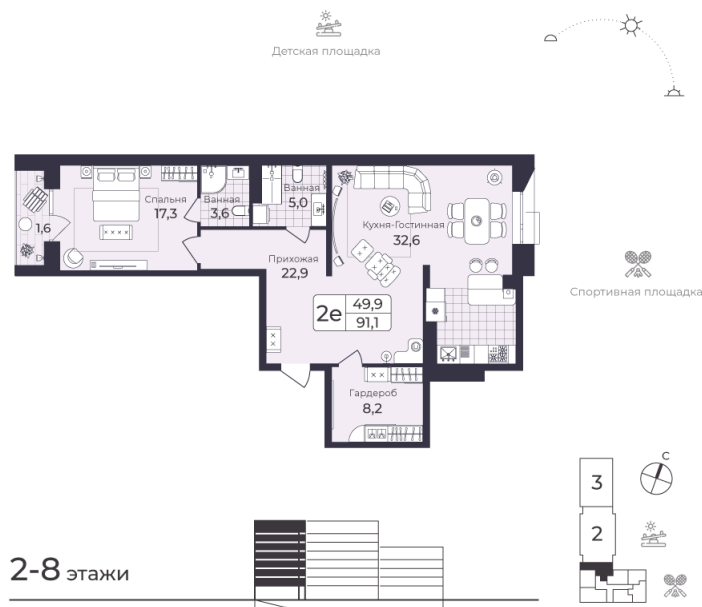 Детская площадка
Ванная
5,0
Спальня
17,3
Ванная
3,6
1,6
Кухня-Гостинная
32,6
Прихожая
22,9
Спортивная площадка
2е
49,9
91,1
Гардероб
8,2
С
3
2
2-8 этажи